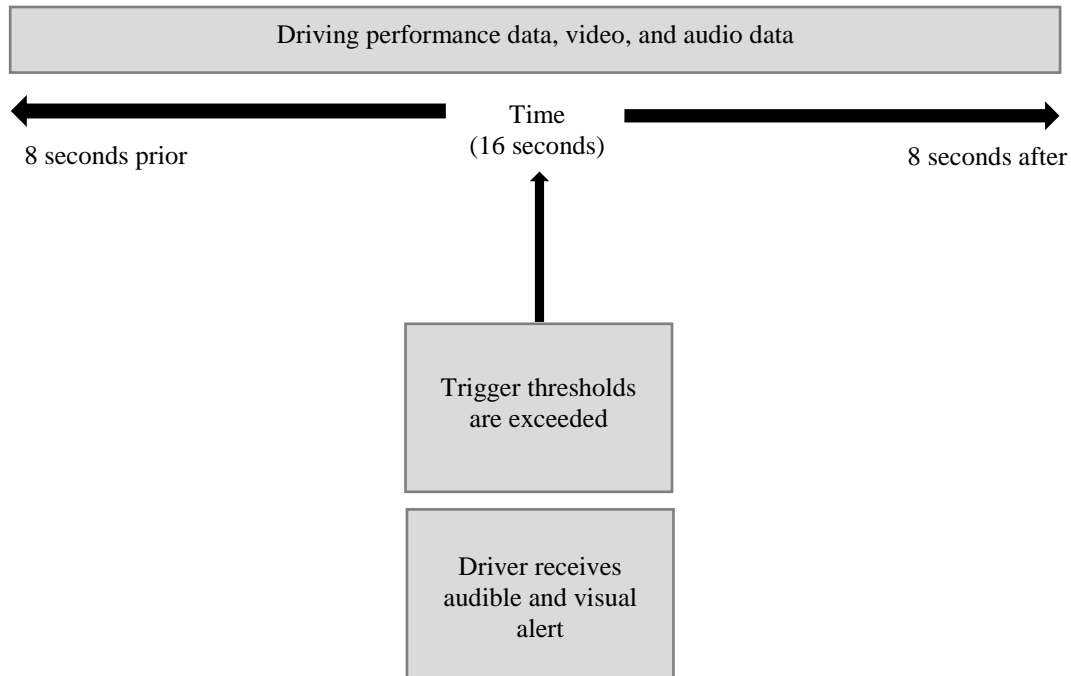 Driving performance data, video, and audio data
Time
(16 seconds)
8 seconds prior
8 seconds after
Trigger thresholds
are exceeded
Driver receives
audible and visual
alert